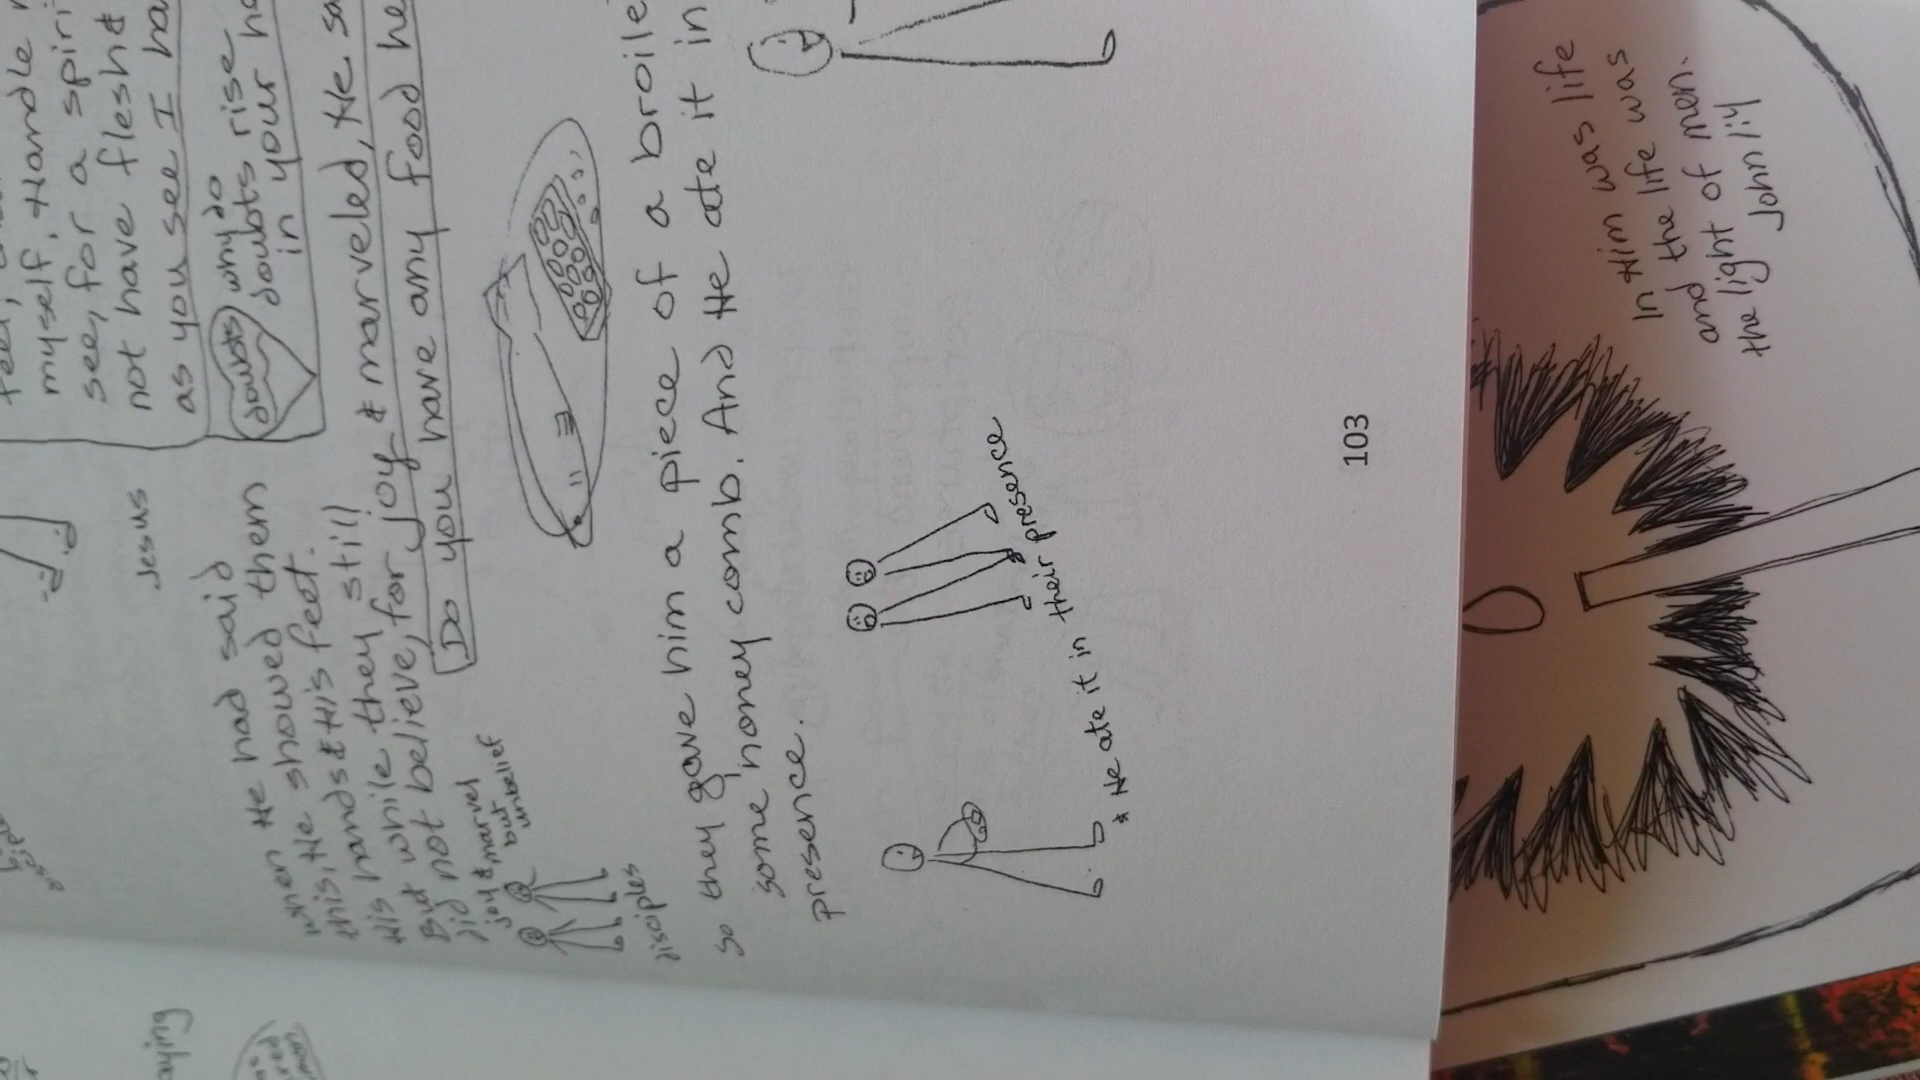 myself. Handle
see, for a spiri
not have flesh &
as you see I ha
doubts
why do
doubts rise
in your he
Jesus
When He had said
this, He showed them
His hands & His feet.
But while they still
did not believe, for joy & marveled, He sa
Do you have any food he
joy & marvel
but
unbelief
disciples
So they gave him a piece of a broile
some honey comb. And He ate it in
presence.
* He ate it in their presence
103
In Him was life
and the life was
the light of men.
John 1:4
aying